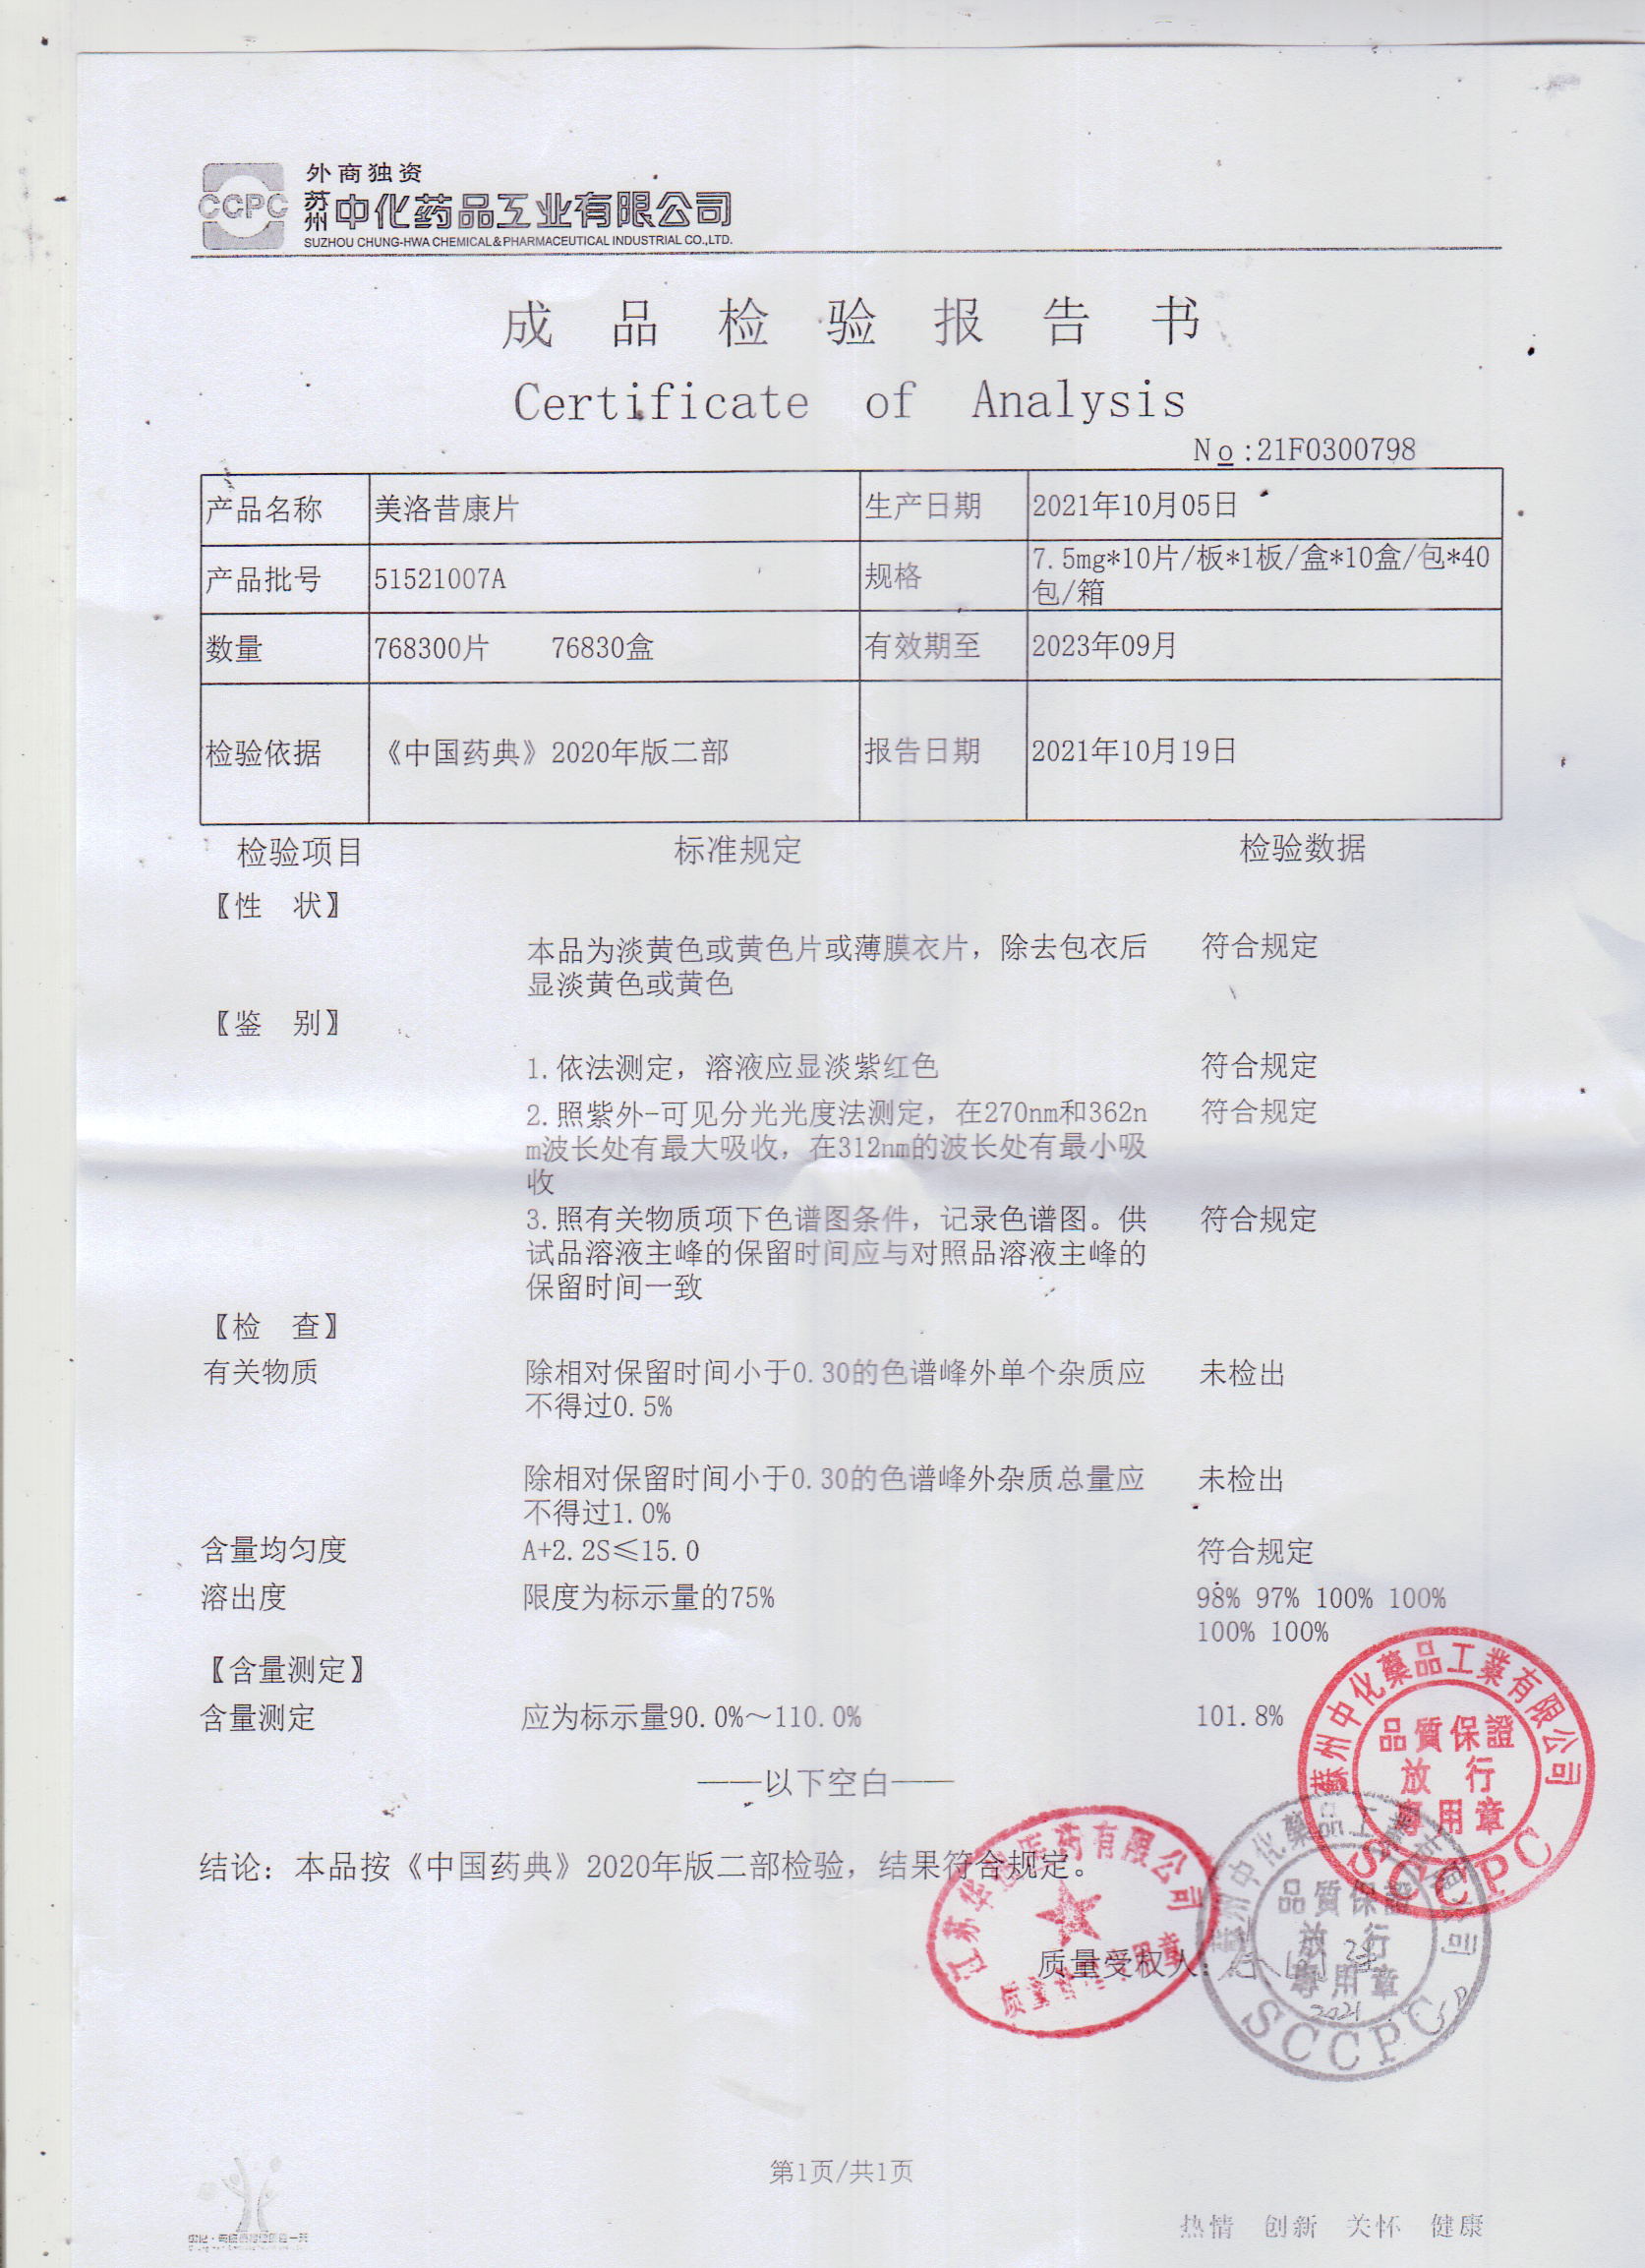 CCPC
外商独资
苏州中化药品工业有限公司
SUZHOU CHUNG-HWA CHEMICAL&PHARMACEUTICAL INDUSTRIAL CO.,LTD.
成品检验报告书
Certificate of Analysis
No:21F0300798
产品名称 美洛昔康片 生产日期 2021年10月05日
产品批号 51521007A 规格 7.5mg*10片/板*1板/盒*10盒/包*40
包/箱
数量 768300片 76830盒 有效期至 2023年09月
检验依据 《中国药典》2020年版二部 报告日期 2021年10月19日
检验项目 标准规定 检验数据
【性 状】
本品为淡黄色或黄色片或薄膜衣片，除去包衣后 符合规定
显淡黄色或黄色
【鉴 别】
1.依法测定，溶液应显淡紫红色 符合规定
2.照紫外-可见分光光度法测定，在270nm和362n 符合规定
m波长处有最大吸收，在312nm的波长处有最小吸
收
3.照有关物质项下色谱图条件，记录色谱图。供 符合规定
试品溶液主峰的保留时间应与对照品溶液主峰的
保留时间一致
【检 查】
有关物质 除相对保留时间小于0.30的色谱峰外单个杂质应 未检出
不得过0.5%
除相对保留时间小于0.30的色谱峰外杂质总量应 未检出
不得过1.0%
含量均匀度 A+2.2S≤15.0 符合规定
溶出度 限度为标示量的75% 98% 97% 100% 100%
100% 100%
【含量测定】
含量测定 应为标示量90.0%～110.0% 101.8%
——以下空白——
蘇州中化藥品工業有限公司
品質保證
放行
專用章
SCCPC
结论：本品按《中国药典》2020年版二部检验，结果符合规定。
质量受权人：
品質保證
放行
專用章
2021
SCCPC
第1页/共1页
热情 创新 关怀 健康